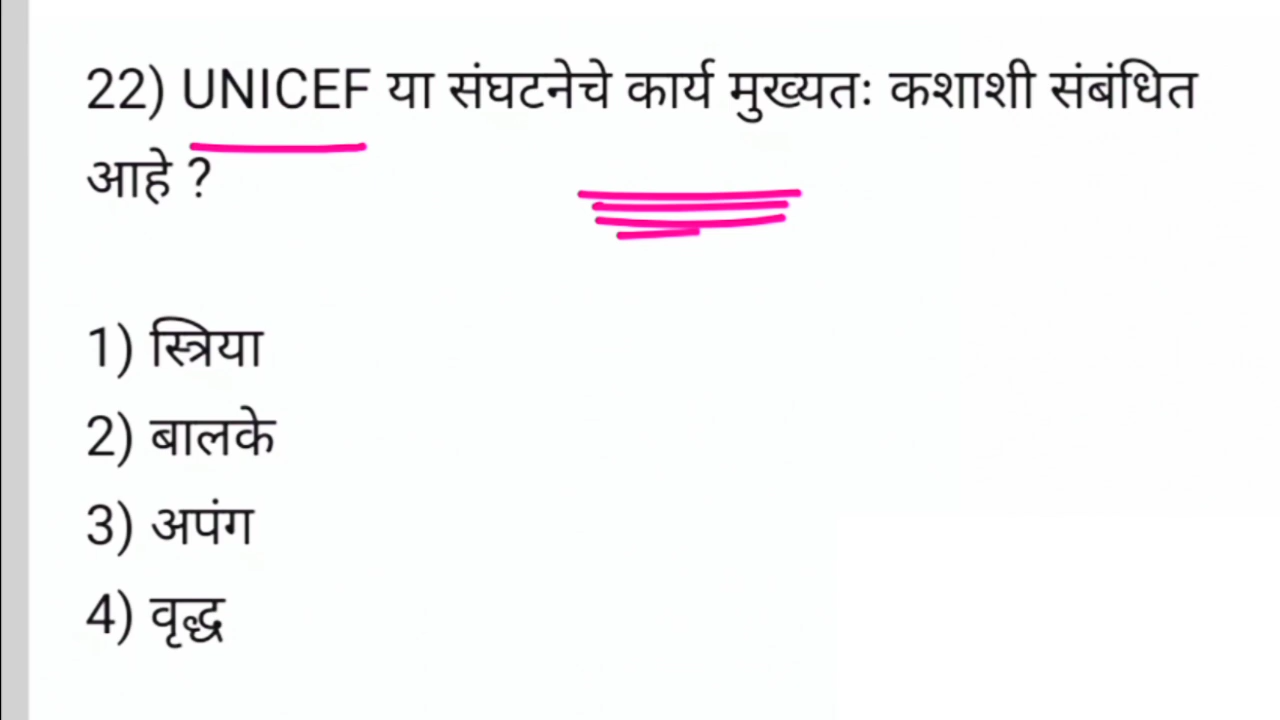 22) UNICEF या संघटनेचे कार्य मुख्यतः कशाशी संबंधित
आहे ?
1) स्त्रिया
2) बालके
3) अपंग
4) वृद्ध